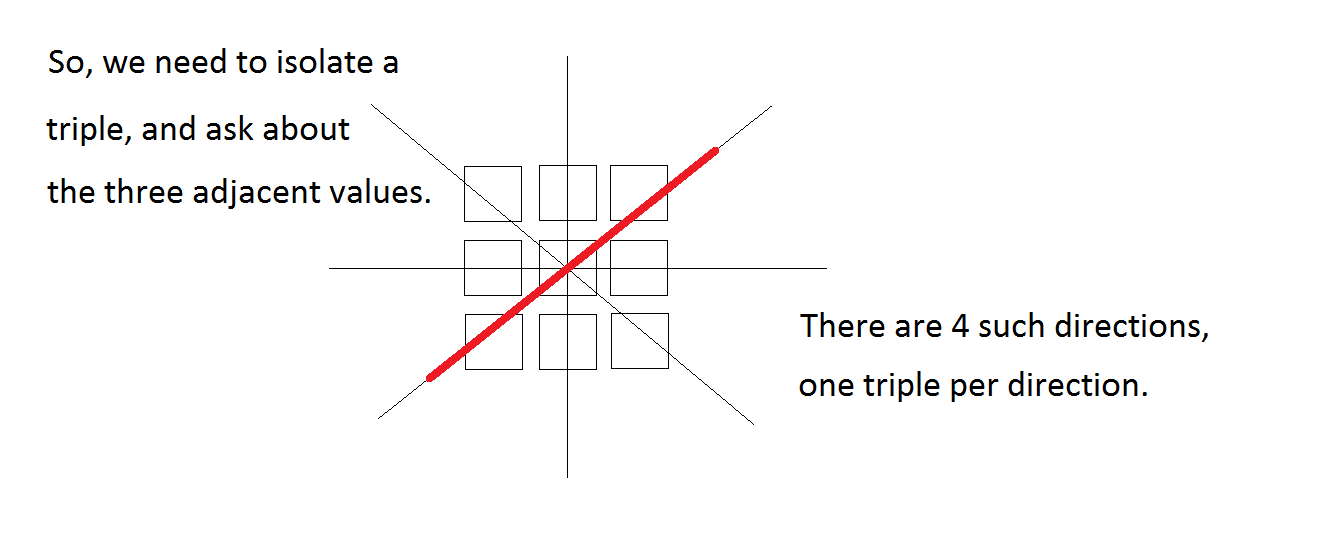 So, we need to isolate a
triple, and ask about
the three adjacent values.
There are 4 such directions,
one triple per direction.